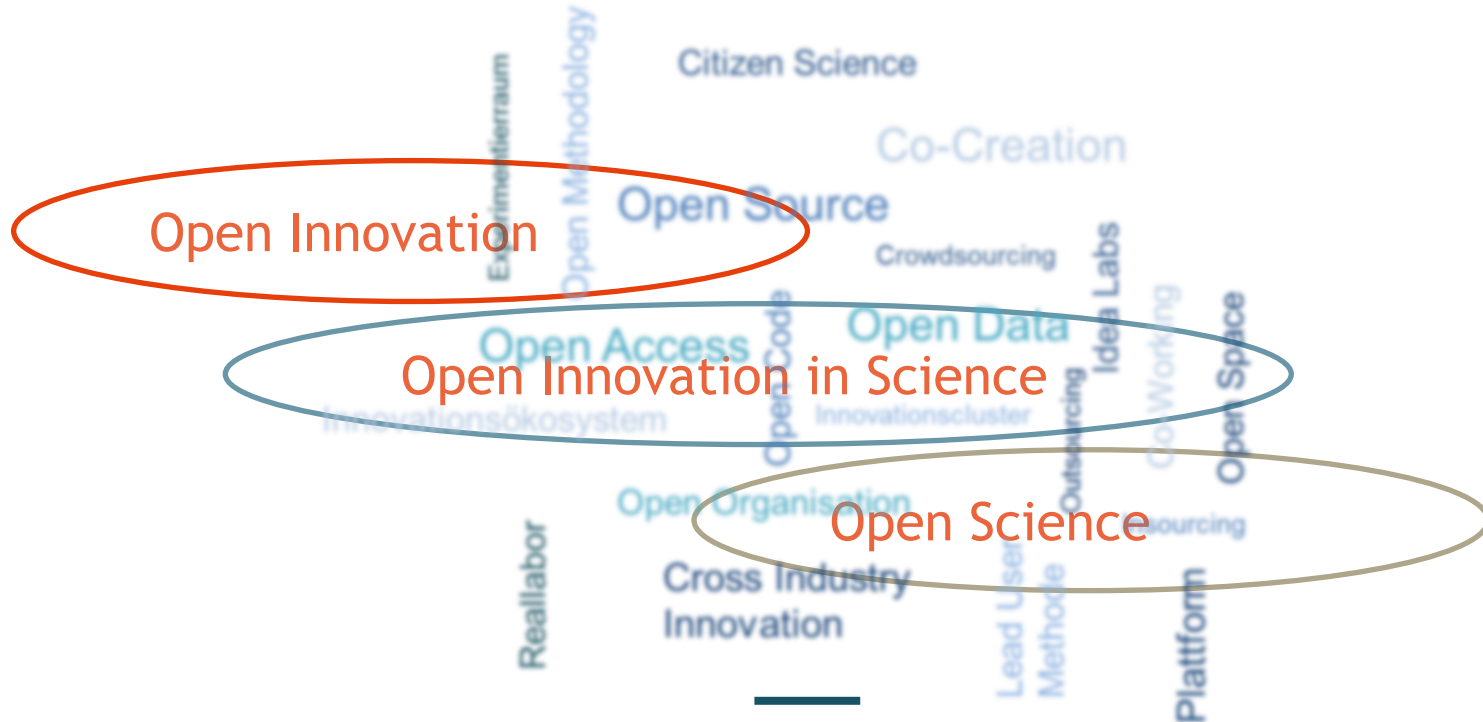 Citizen Science
Experimentierraum
Open Methodology
Co-Creation
Open Source
Open Innovation
Crowdsourcing
Idea Labs
Open Data
Open Access
Open Code
Open Innovation in Science
Innovationsökosystem
Innovationscluster
Outsourcing
Co-Working
Open Space
Open Organisation
Open Science
Insourcing
Reallabor
Cross Industry
Innovation
Lead User
Methode
Plattform